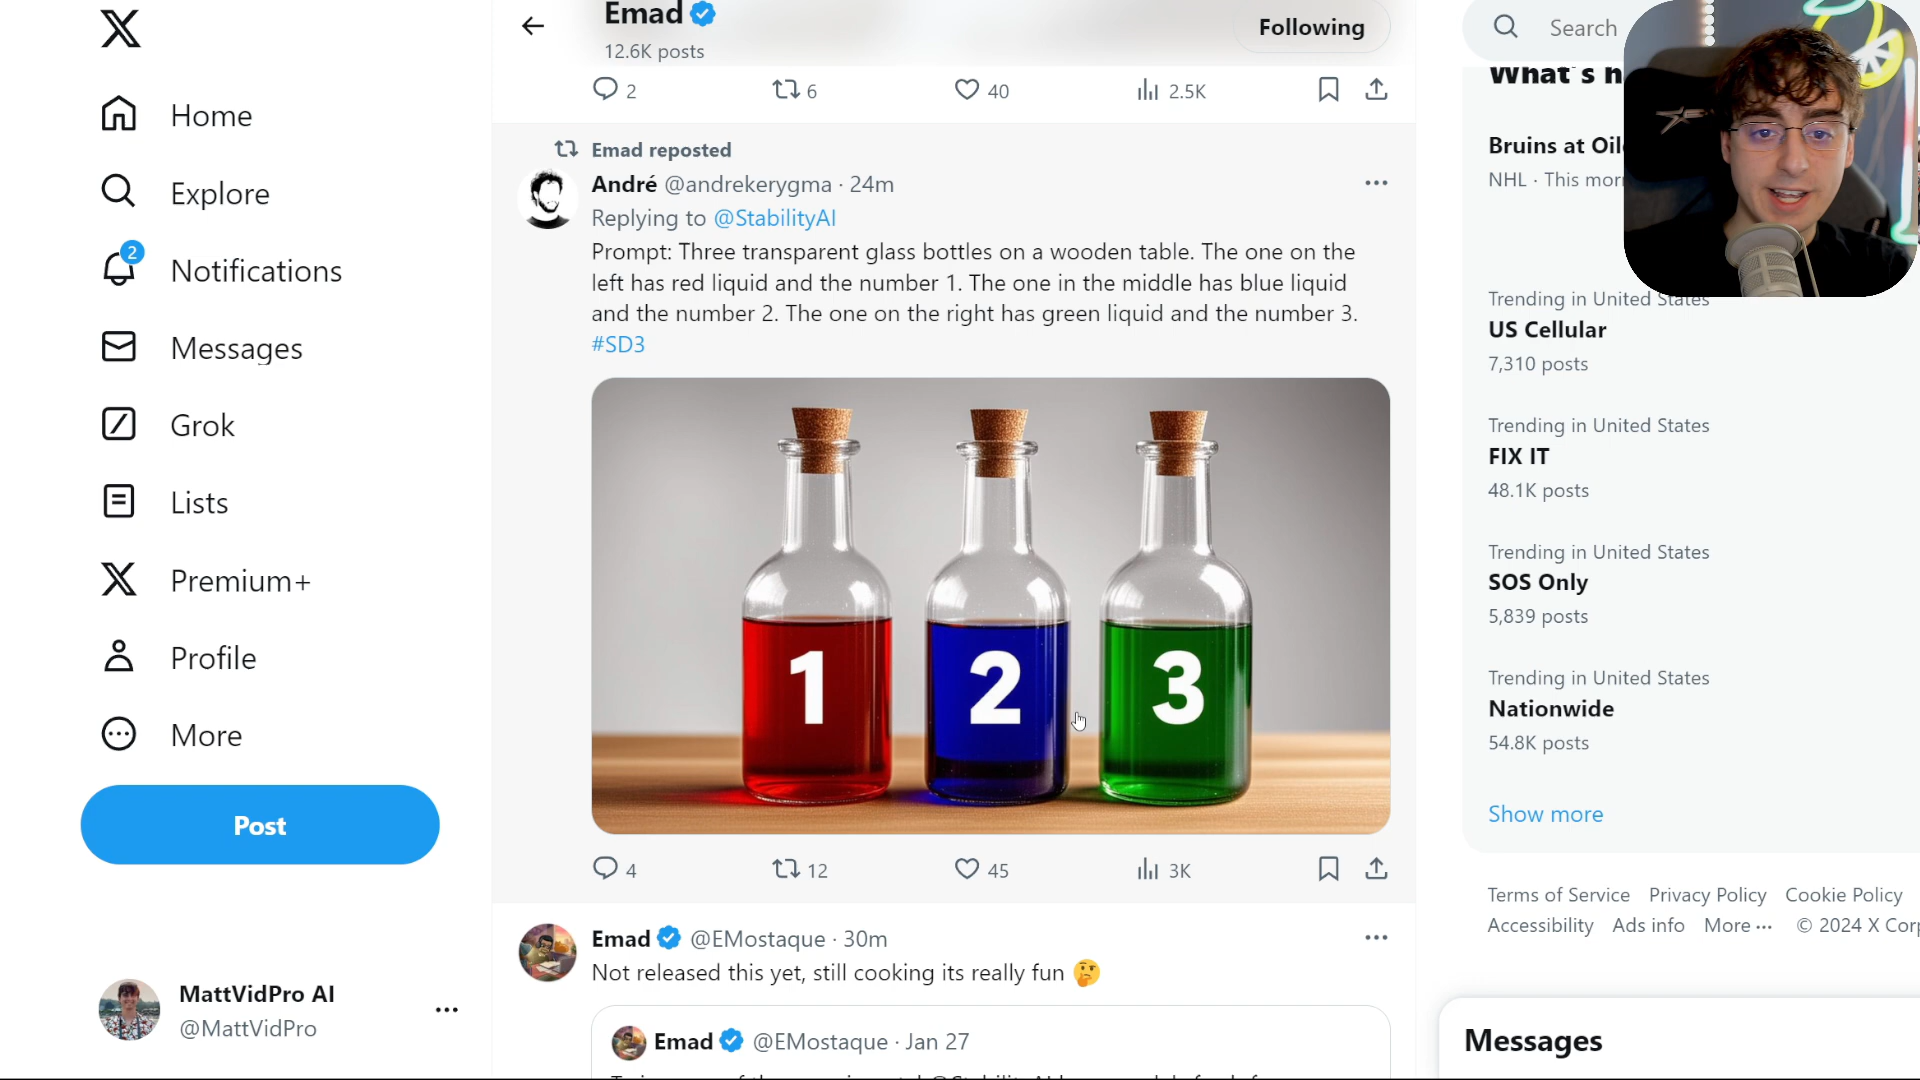 Home
Explore
2
Notifications
Messages
Grok
Lists
Premium+
Profile
More
Post
MattVidPro AI
@MattVidPro
Emad
12.6K posts
Following
2 6 40 2.5K
Emad reposted
André @andrekerygma · 24m
Replying to @StabilityAI
Prompt: Three transparent glass bottles on a wooden table. The one on the
left has red liquid and the number 1. The one in the middle has blue liquid
and the number 2. The one on the right has green liquid and the number 3.
#SD3
1 2 3
4 12 45 3K
Emad @EMostaque · 30m
Not released this yet, still cooking its really fun 🤔
Emad @EMostaque · Jan 27
Search
What's
Bruins at
NHL · This
Trending in United States
US Cellular
7,310 posts
Trending in United States
FIX IT
48.1K posts
Trending in United States
SOS Only
5,839 posts
Trending in United States
Nationwide
54.8K posts
Show more
Terms of Service Privacy Policy Cookie Policy
Accessibility Ads info More ··· © 2024 X
Messages